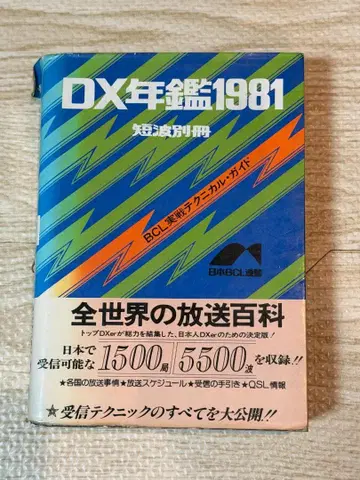 DX年鑑1981
短波別冊
BCL実戦テクニカル・ガイド
日本BCL連盟
全世界の放送百科
トップDXerが総力を結集した、日本人DXerのための決定版！
日本で受信可能な1500局5500波を収録！！
★各国の放送事情★放送スケジュール★受信の手引き★QSL情報
★受信テクニックのすべてを大公開！！